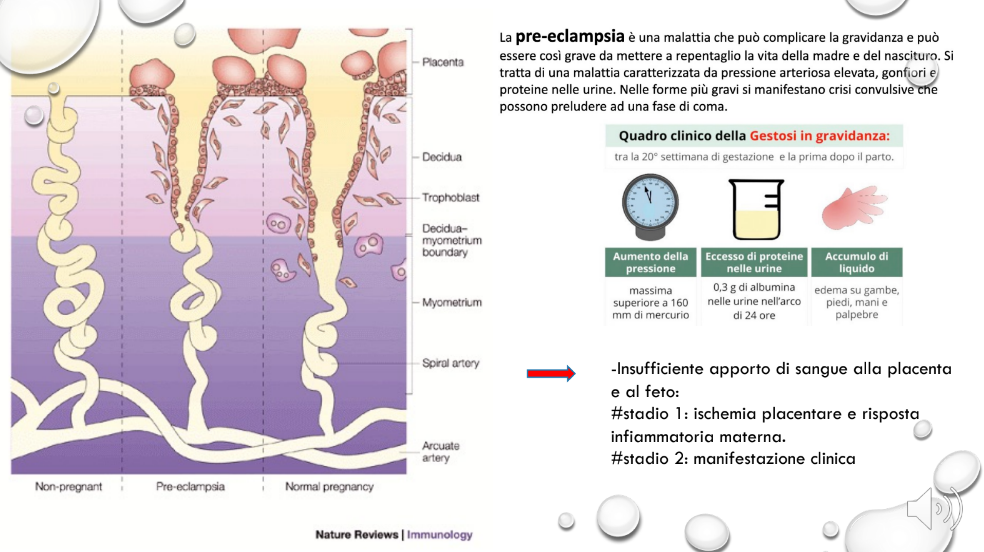 Placenta
Decidua
Trophoblast
Decidua–
myometrium
boundary
Myometrium
Spiral artery
Arcuate
artery
Non-pregnant
Pre-eclampsia
Normal pregnancy
Nature Reviews | Immunology
La pre-eclampsia è una malattia che può complicare la gravidanza e può
essere così grave da mettere a repentaglio la vita della madre e del nascituro. Si
tratta di una malattia caratterizzata da pressione arteriosa elevata, gonfiori e
proteine nelle urine. Nelle forme più gravi si manifestano crisi convulsive che
possono preludere ad una fase di coma.
Quadro clinico della Gestosi in gravidanza:
tra la 20° settimana di gestazione e la prima dopo il parto.
Aumento della
pressione
massima
superiore a 160
mm di mercurio
Eccesso di proteine
nelle urine
0,3 g di albumina
nelle urine nell'arco
di 24 ore
Accumulo di
liquido
edema su gambe,
piedi, mani e
palpebre
-Insufficiente apporto di sangue alla placenta
e al feto:
#stadio 1: ischemia placentare e risposta
infiammatoria materna.
#stadio 2: manifestazione clinica